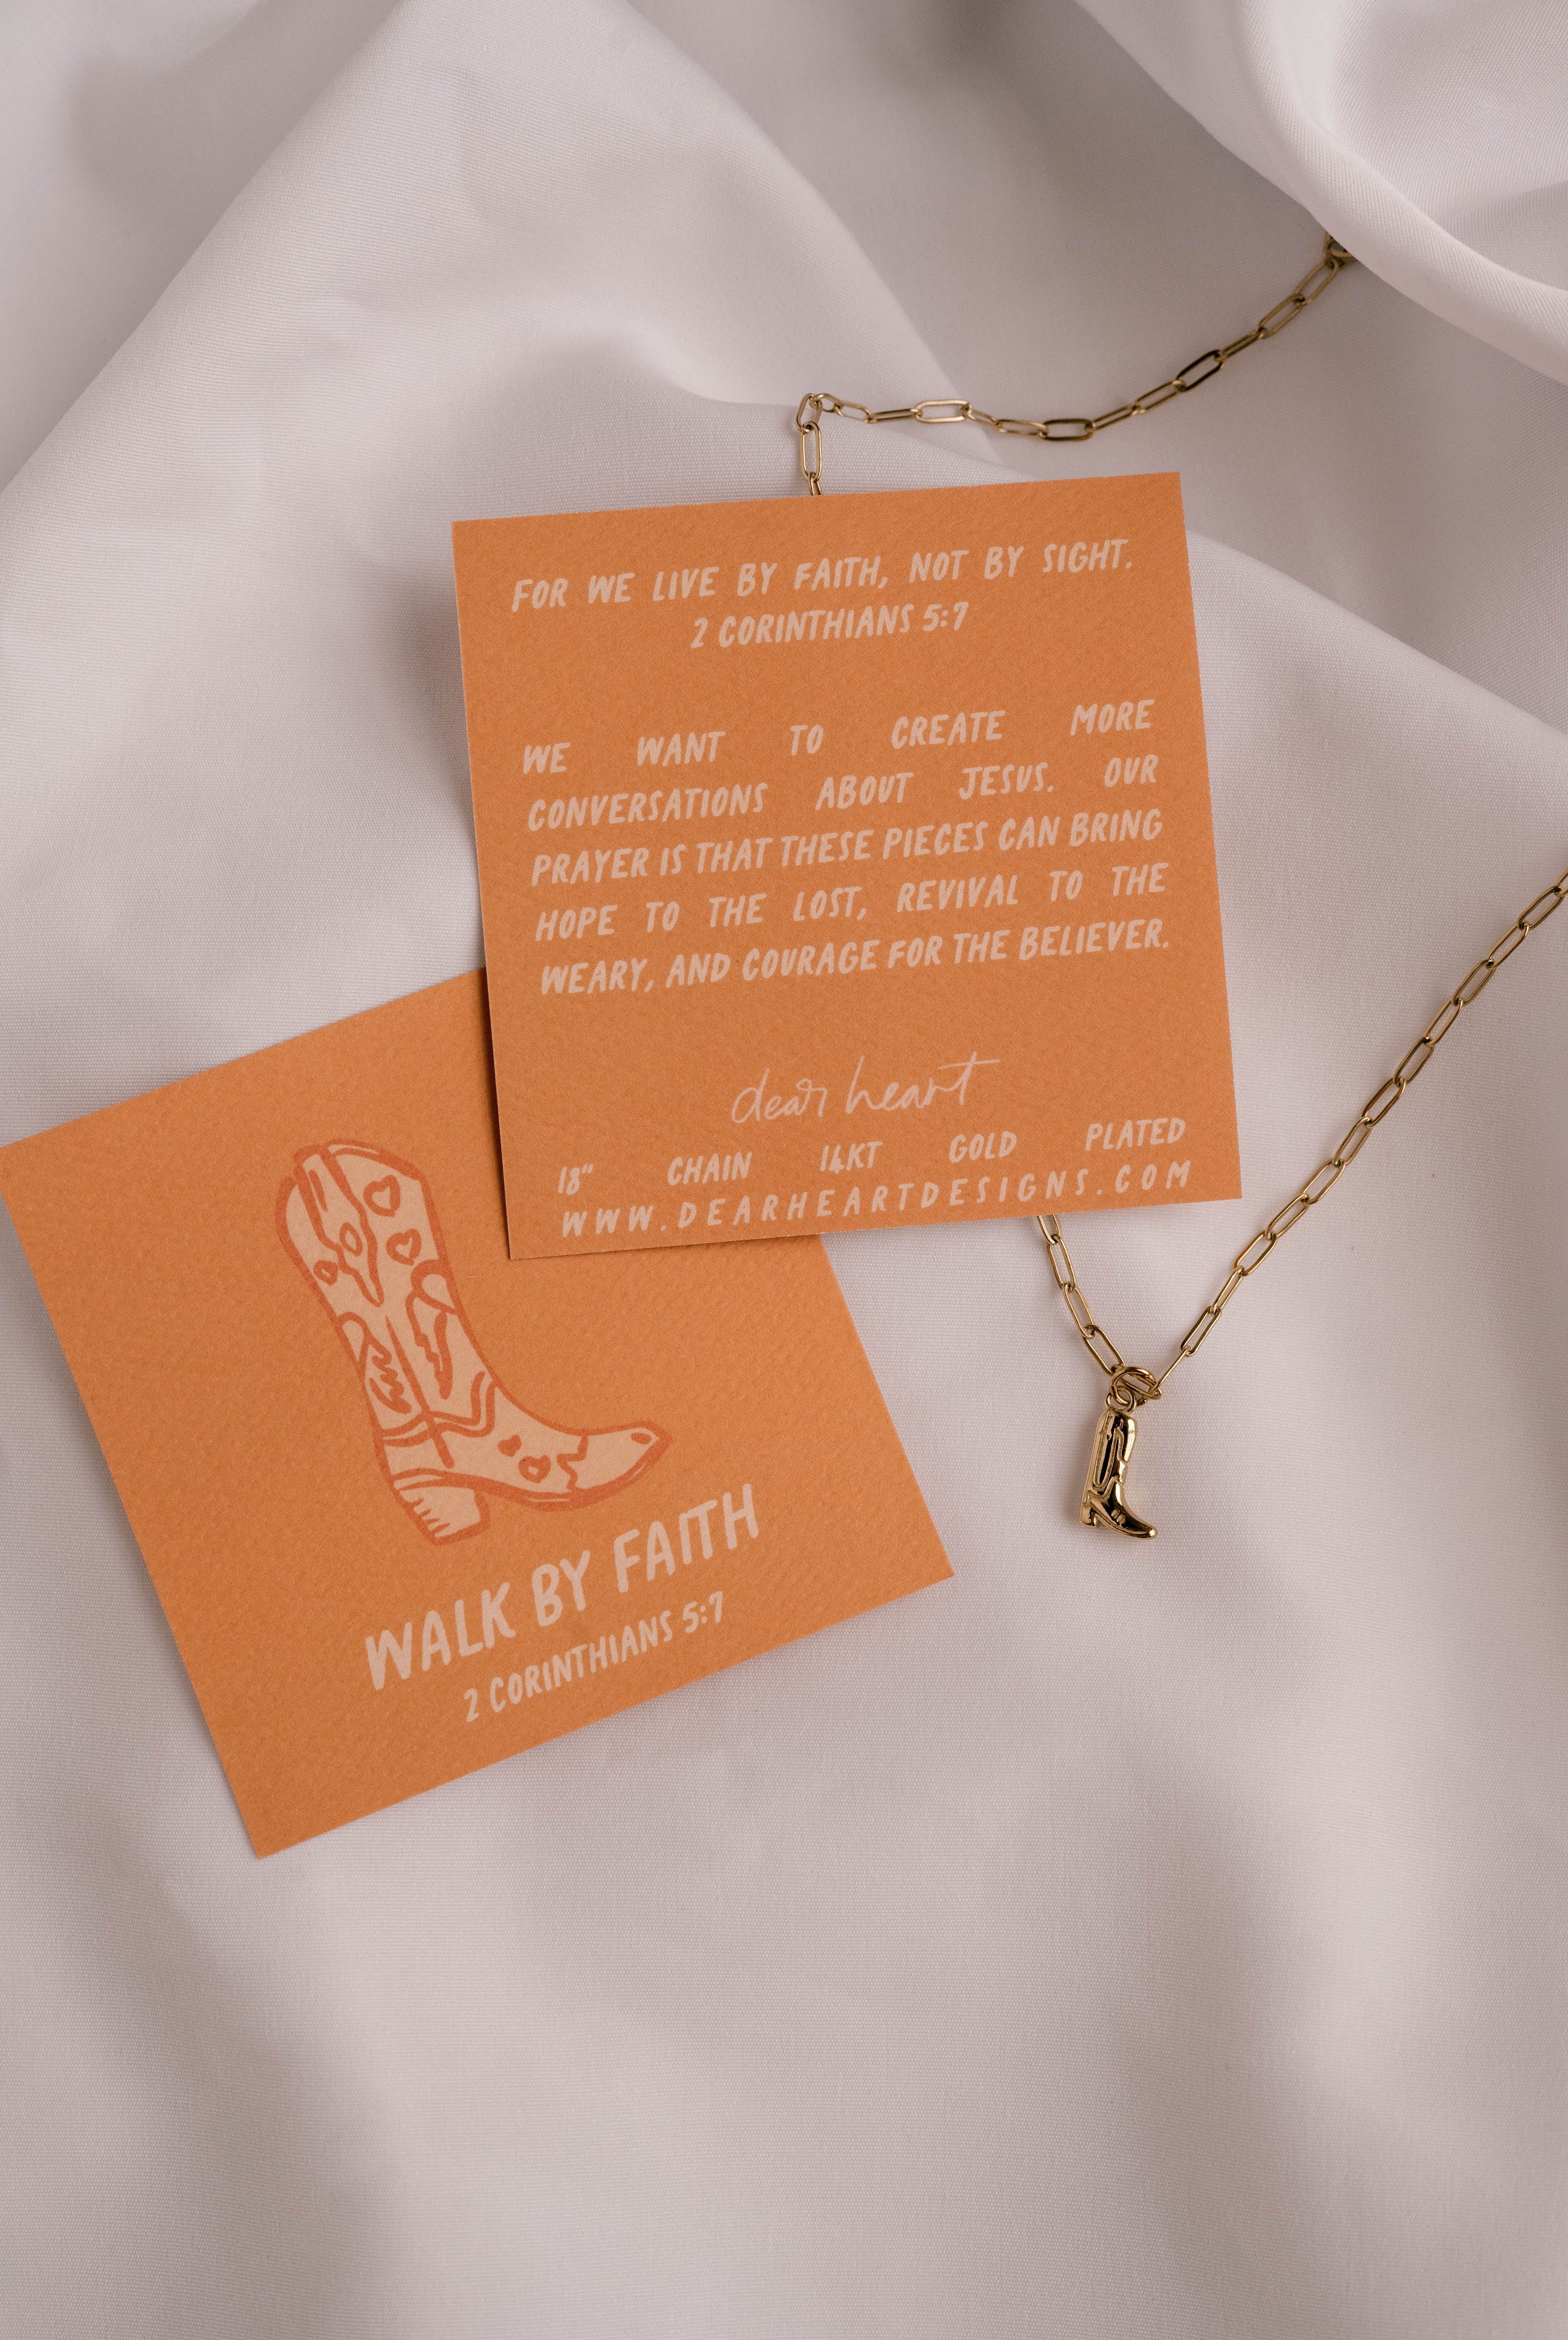 FOR WE LIVE BY FAITH, NOT BY SIGHT.
2 CORINTHIANS 5:7
WE WANT TO CREATE MORE
CONVERSATIONS ABOUT JESUS. OUR
PRAYER IS THAT THESE PIECES CAN BRING
HOPE TO THE LOST, REVIVAL TO THE
WEARY, AND COURAGE FOR THE BELIEVER.
dear heart
18" CHAIN 14KT GOLD PLATED
WWW.DEARHEARTDESIGNS.COM
WALK BY FAITH
2 CORINTHIANS 5:7